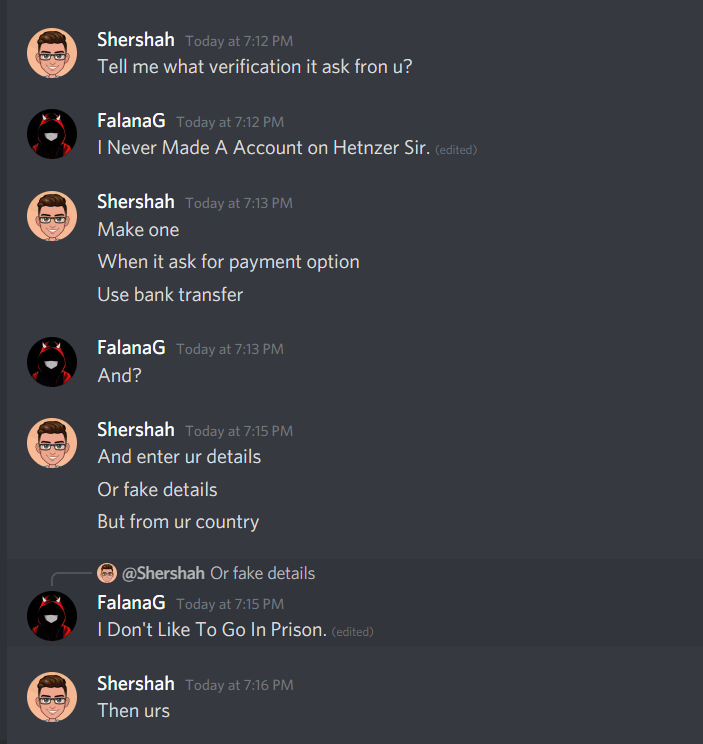 Shershah Today at 7:12 PM
Tell me what verification it ask fron u?
FalanaG Today at 7:12 PM
I Never Made A Account on Hetnzer Sir. (edited)
Shershah Today at 7:13 PM
Make one
When it ask for payment option
Use bank transfer
FalanaG Today at 7:13 PM
And?
Shershah Today at 7:15 PM
And enter ur details
Or fake details
But from ur country
@Shershah Or fake details
FalanaG Today at 7:15 PM
I Don't Like To Go In Prison. (edited)
Shershah Today at 7:16 PM
Then urs